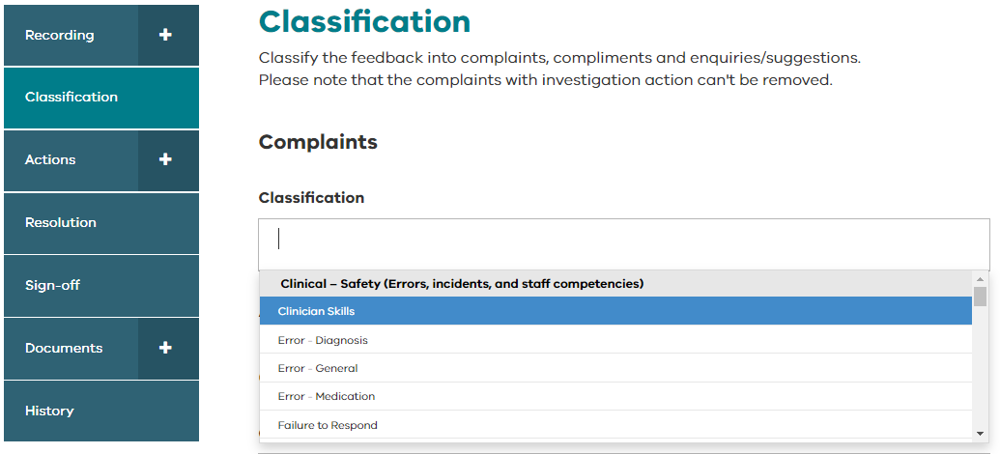 Recording
+
Classification
Actions
+
Resolution
Sign-off
Documents
+
History
Classification
Classify the feedback into complaints, compliments and enquiries/suggestions.
Please note that the complaints with investigation action can't be removed.
Complaints
Classification
Clinical – Safety (Errors, incidents, and staff competencies)
Clinician Skills
Error - Diagnosis
Error - General
Error - Medication
Failure to Respond